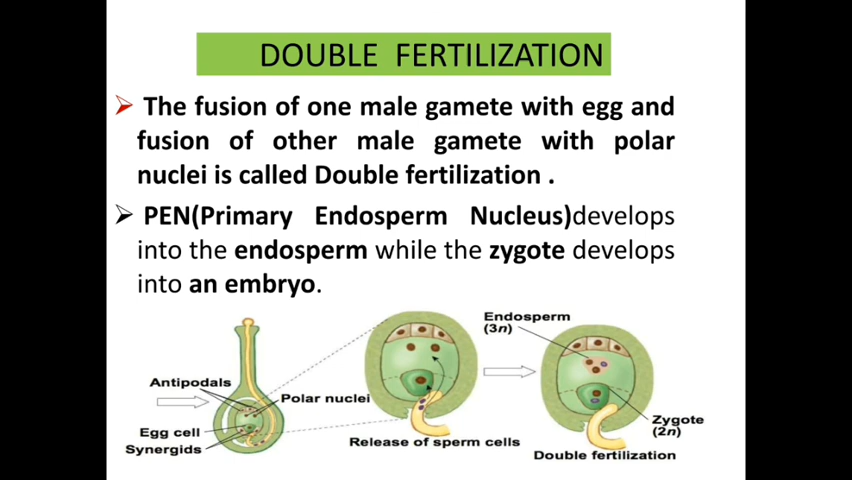 DOUBLE FERTILIZATION
➢ The fusion of one male gamete with egg and
fusion of other male gamete with polar
nuclei is called Double fertilization .
➢ PEN(Primary Endosperm Nucleus)develops
into the endosperm while the zygote develops
into an embryo.
Antipodals
Polar nuclei
Egg cell
Synergids
Release of sperm cells
Endosperm
(3n)
Zygote
(2n)
Double fertilization